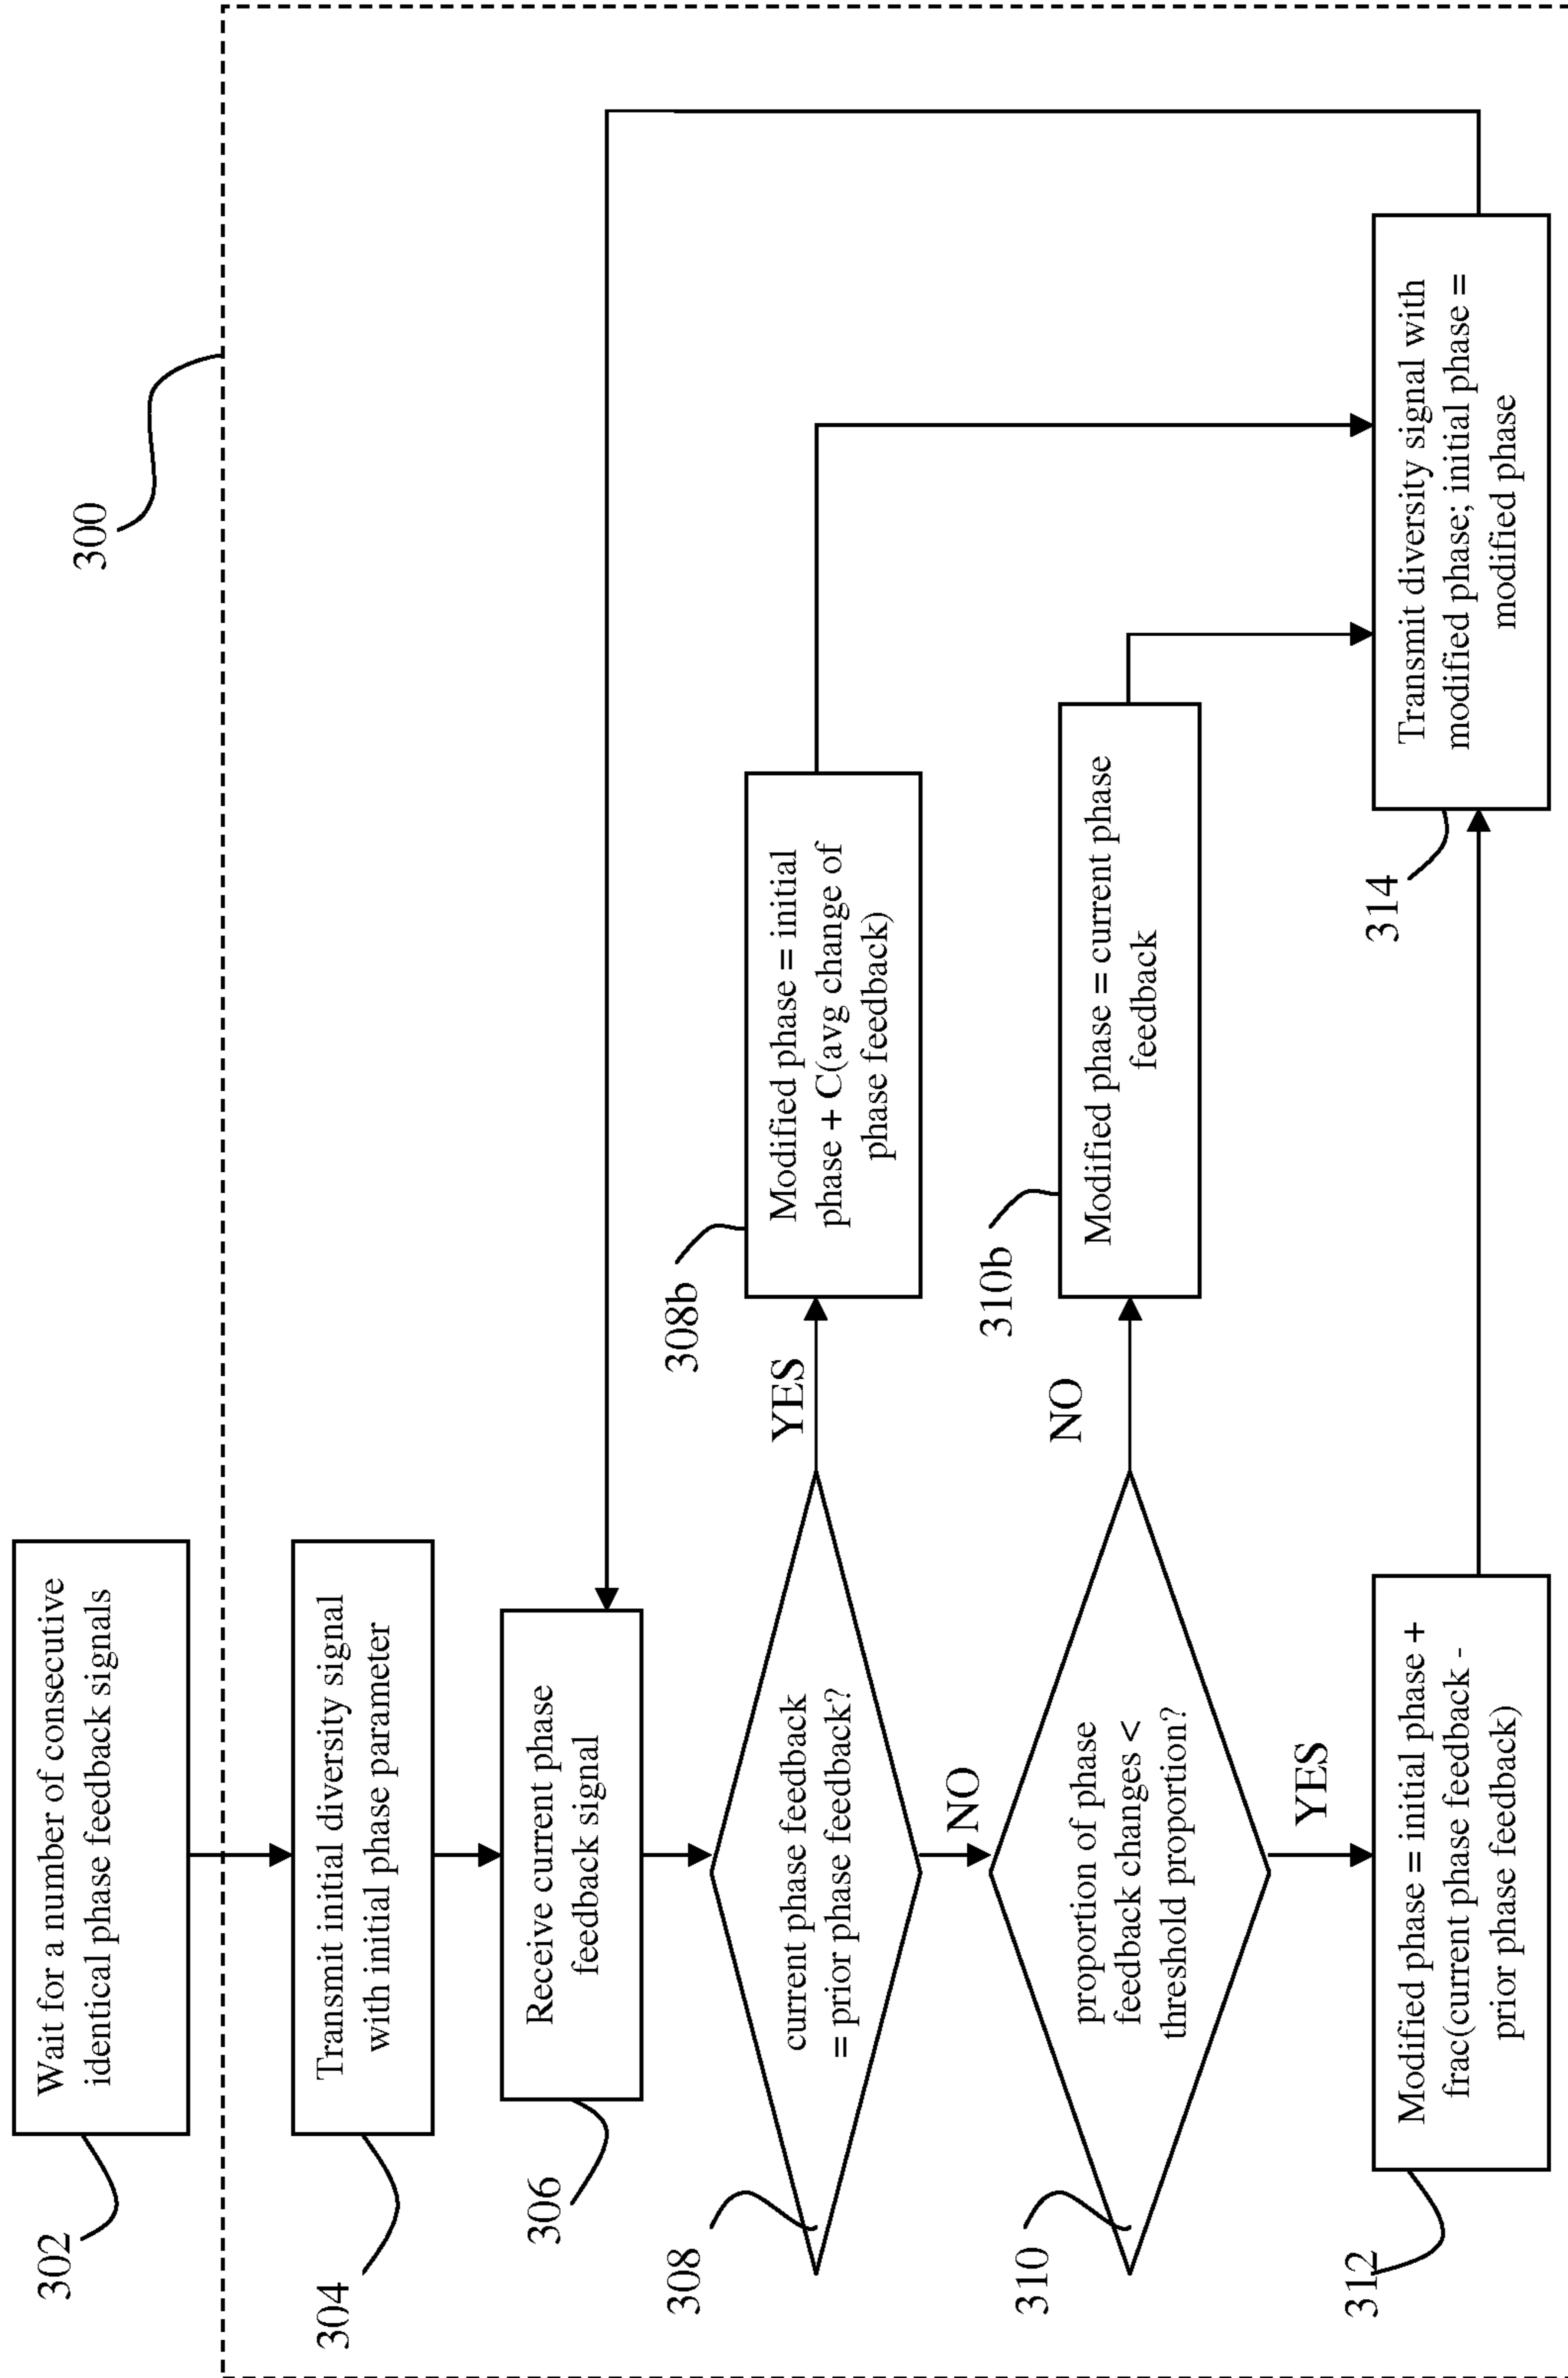 300
302
Wait for a number of consecutive
identical phase feedback signals
304
Transmit initial diversity signal
with initial phase parameter
306
Receive current phase
feedback signal
308
current phase feedback
= prior phase feedback?
YES
308b
Modified phase = initial
phase + C(avg change of
phase feedback)
NO
310
proportion of phase
feedback changes <
threshold proportion?
NO
310b
Modified phase = current phase
feedback
YES
312
Modified phase = initial phase +
frac(current phase feedback -
prior phase feedback)
314
Transmit diversity signal with
modified phase; initial phase =
modified phase